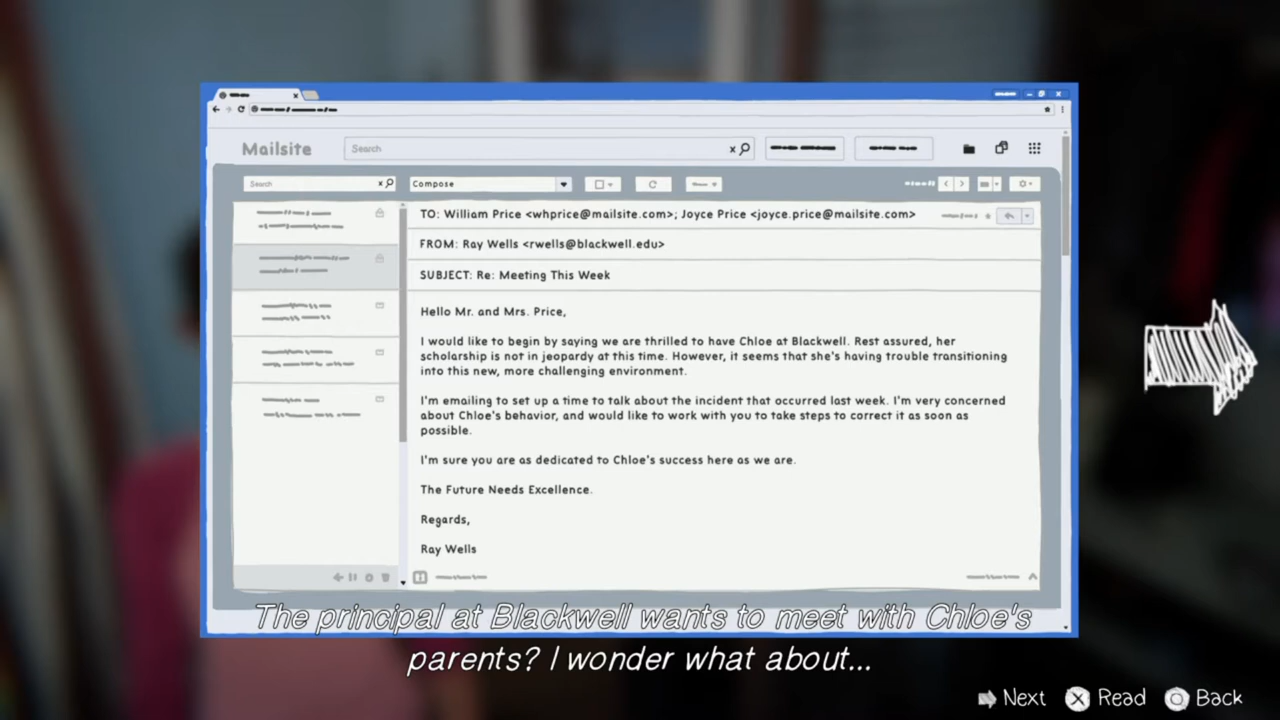 Mailsite
Search
x
Search
x
Compose
TO: William Price <whprice@mailsite.com>; Joyce Price <joyce.price@mailsite.com>
FROM: Ray Wells <rwells@blackwell.edu>
SUBJECT: Re: Meeting This Week
Hello Mr. and Mrs. Price,
I would like to begin by saying we are thrilled to have Chloe at Blackwell. Rest assured, her
scholarship is not in jeopardy at this time. However, it seems that she's having trouble transitioning
into this new, more challenging environment.
I'm emailing to set up a time to talk about the incident that occurred last week. I'm very concerned
about Chloe's behavior, and would like to work with you to take steps to correct it as soon as
possible.
I'm sure you are as dedicated to Chloe's success here as we are.
The Future Needs Excellence.
Regards,
Ray Wells
The principal at Blackwell wants to meet with Chloe's
parents? I wonder what about...
Next Read Back